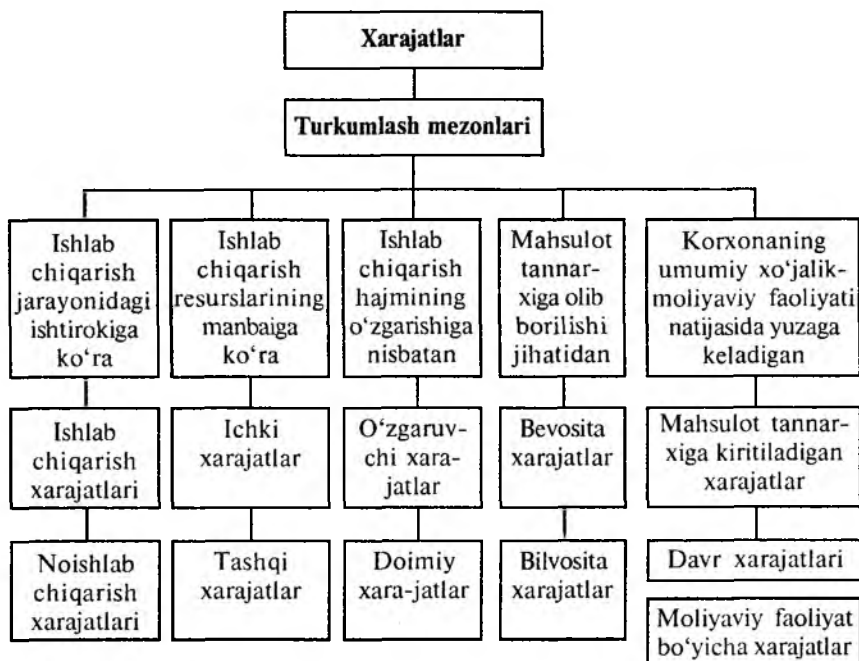 Xarajatlar
Turkumlash mezonlari
Ishlab
chiqarish
jarayonidagi
ishtirokiga
ko‘ra
Ishlab
chiqarish
resurslarining
manbaiga
ko‘ra
Ishlab
chiqarish
hajmining
o‘zgarishiga
nisbatan
Mahsulot
tannar-
xiga olib
borilishi
jihatidan
Korxonaning
umumiy xo‘jalik-
moliyaviy faoliyati
natijasida yuzaga
keladigan
Ishlab
chiqarish
xarajatlari
Ichki
xarajatlar
O‘zgaruv-
chi xara-
jatlar
Bevosita
xarajatlar
Mahsulot tannar-
xiga kiritiladigan
xarajatlar
Noishlab
chiqarish
xarajatlari
Tashqi
xarajatlar
Doimiy
xara-jatlar
Bilvosita
xarajatlar
Davr xarajatlari
Moliyaviy faoliyat
bo‘yicha xarajatlar